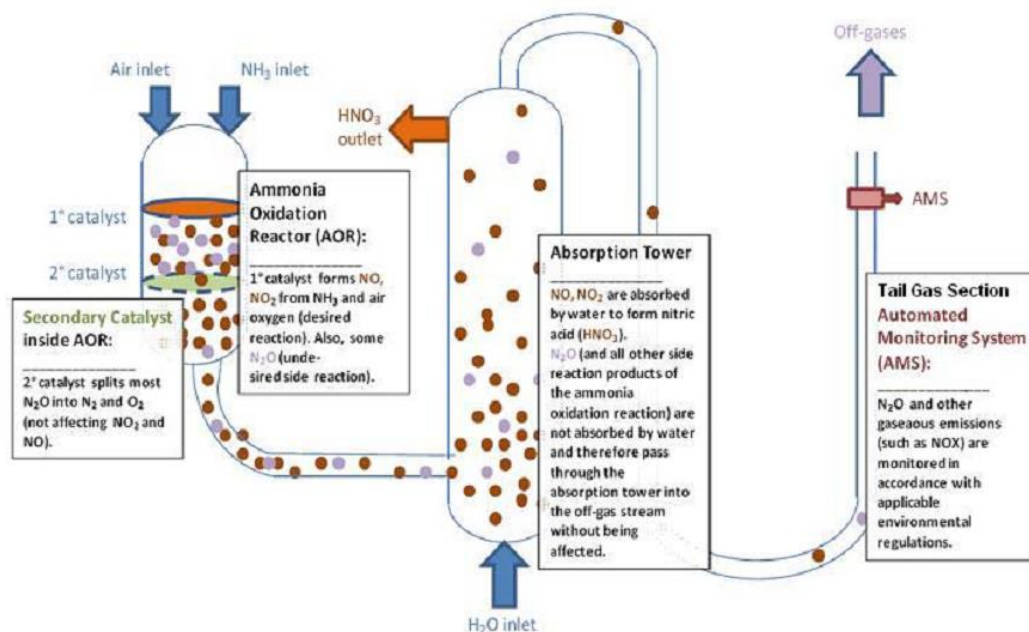 Off-gases
Air inlet
NH₃ inlet
HNO₃
outlet
1° catalyst
2° catalyst
AMS
Ammonia
Oxidation
Reactor (AOR):
1° catalyst forms NO,
NO₂ from NH₃ and air
oxygen (desired
reaction). Also, some
N₂O (unde-
sired side reaction).
Secondary Catalyst
inside AOR:
2° catalyst splits most
N₂O into N₂ and O₂
(not affecting NO₂ and
NO).
Absorption Tower
NO, NO₂ are absorbed
by water to form nitric
acid (HNO₃).
N₂O (and all other side
reaction products of
the ammonia
oxidation reaction) are
not absorbed by water
and therefore pass
through the
absorption tower into
the off-gas stream
without being
affected.
Tail Gas Section
Automated
Monitoring System
(AMS):
N₂O and other
gaseaous emissions
(such as NOX) are
monitored in
accordance with
applicable
environmental
regulations.
H₂O inlet